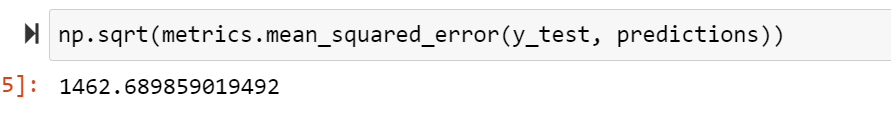 np.sqrt(metrics.mean_squared_error(y_test, predictions))
5]: 1462.689859019492